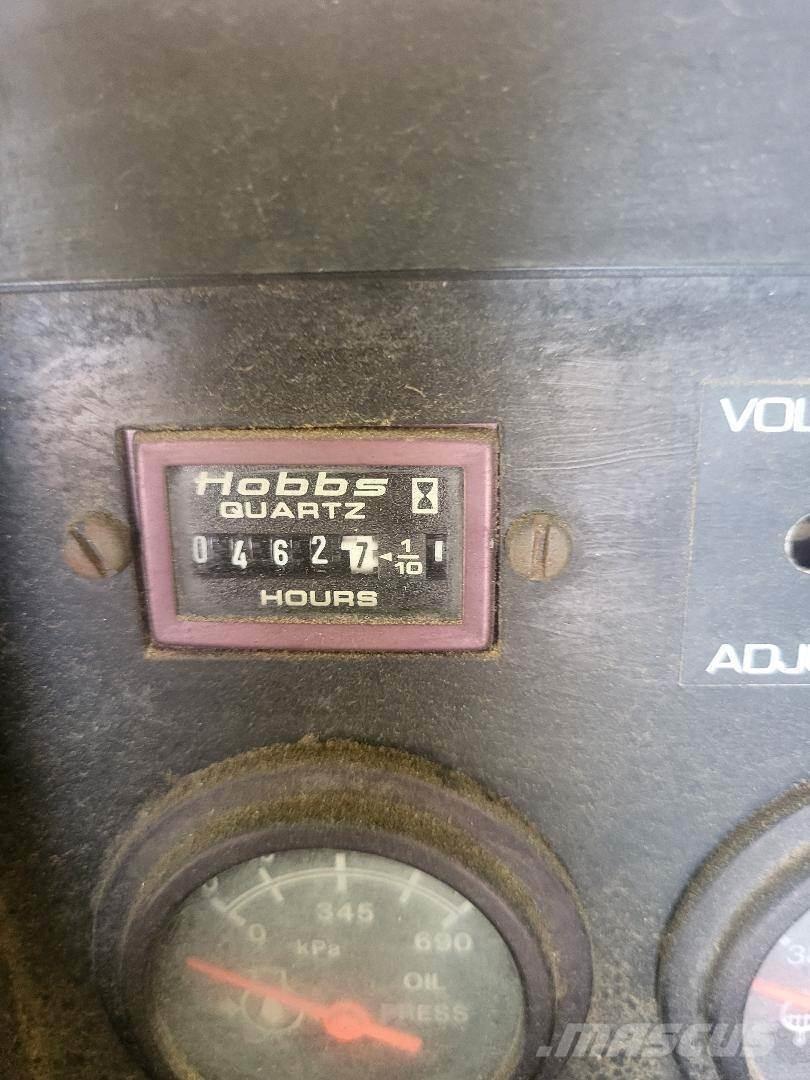 Hobbs
QUARTZ
0 4 6 2 7 ◄ 1/10
HOURS
VOL
ADJ
0 345 690
kPa
OIL
PRESS
MASCUS